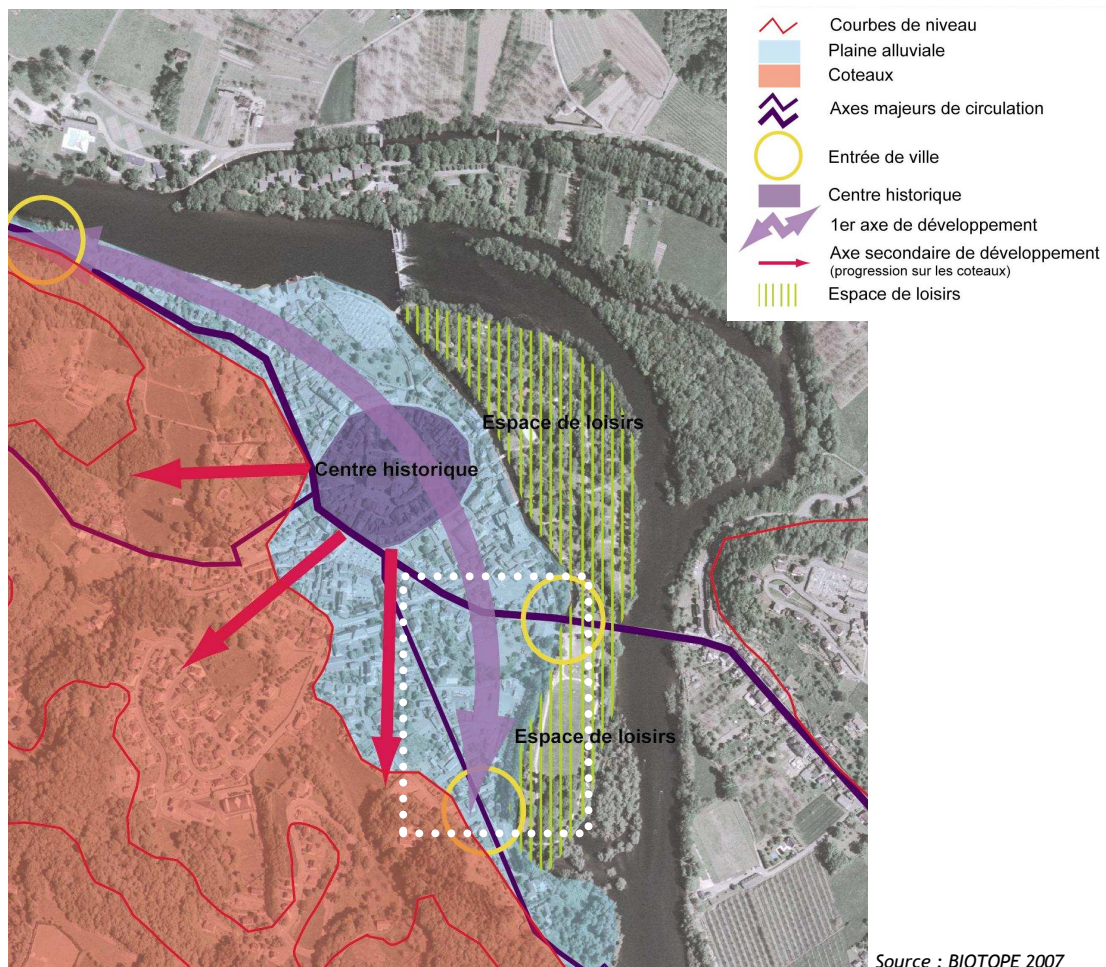 Courbes de niveau
Plaine alluviale
Coteaux
Axes majeurs de circulation
Entrée de ville
Centre historique
1er axe de développement
Axe secondaire de développement
(progression sur les coteaux)
Espace de loisirs
Espace de loisirs
Centre historique
Espace de loisirs
Source : BIOTOPE 2007